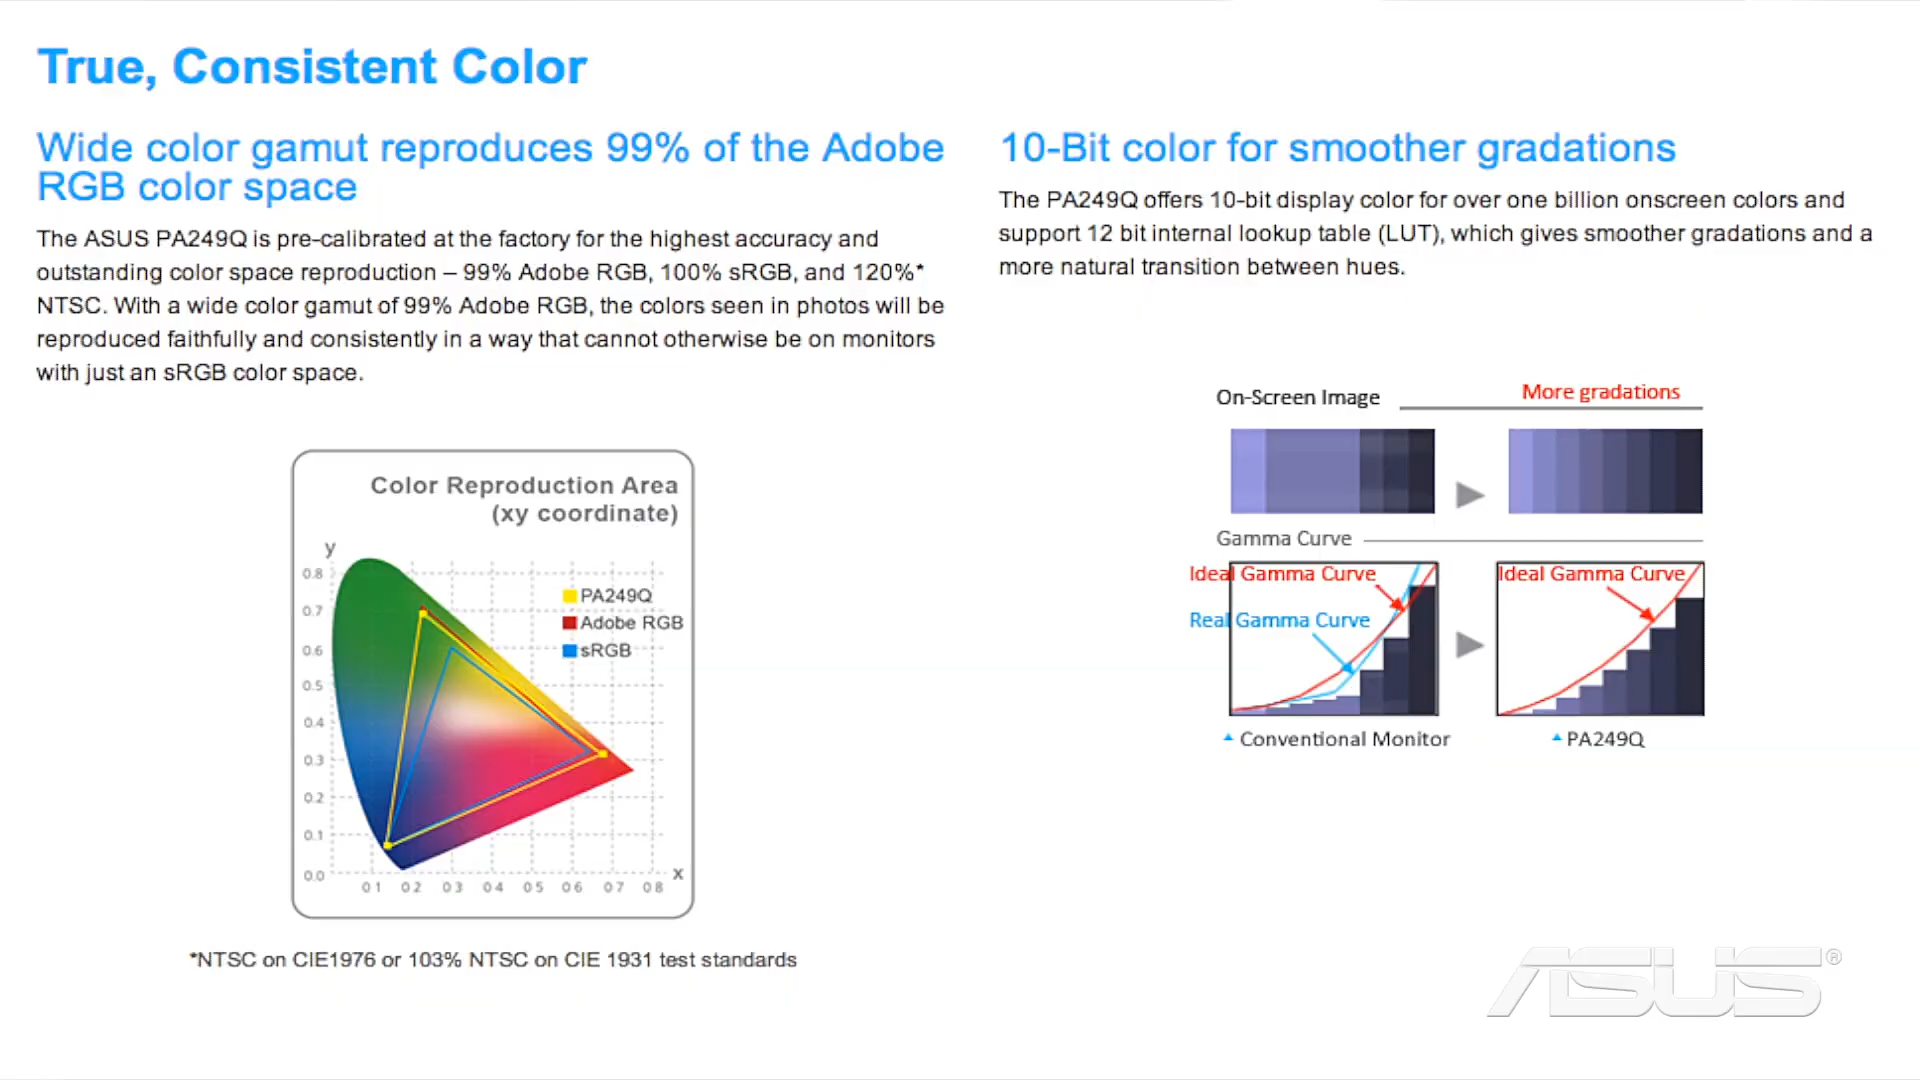 True, Consistent Color
Wide color gamut reproduces 99% of the Adobe
RGB color space
The ASUS PA249Q is pre-calibrated at the factory for the highest accuracy and
outstanding color space reproduction – 99% Adobe RGB, 100% sRGB, and 120%*
NTSC. With a wide color gamut of 99% Adobe RGB, the colors seen in photos will be
reproduced faithfully and consistently in a way that cannot otherwise be on monitors
with just an sRGB color space.
Color Reproduction Area
(xy coordinate)
y
0.8
0.7
0.6
0.5
0.4
0.3
0.2
0.1
0.0
PA249Q
Adobe RGB
sRGB
0 1 0 2 0 3 0 4 0 5 0 6 0 7 0 8
x
*NTSC on CIE1976 or 103% NTSC on CIE 1931 test standards
10-Bit color for smoother gradations
The PA249Q offers 10-bit display color for over one billion onscreen colors and
support 12 bit internal lookup table (LUT), which gives smoother gradations and a
more natural transition between hues.
On-Screen Image
More gradations
Gamma Curve
Ideal Gamma Curve
Real Gamma Curve
Ideal Gamma Curve
Conventional Monitor
PA249Q
ASUS®